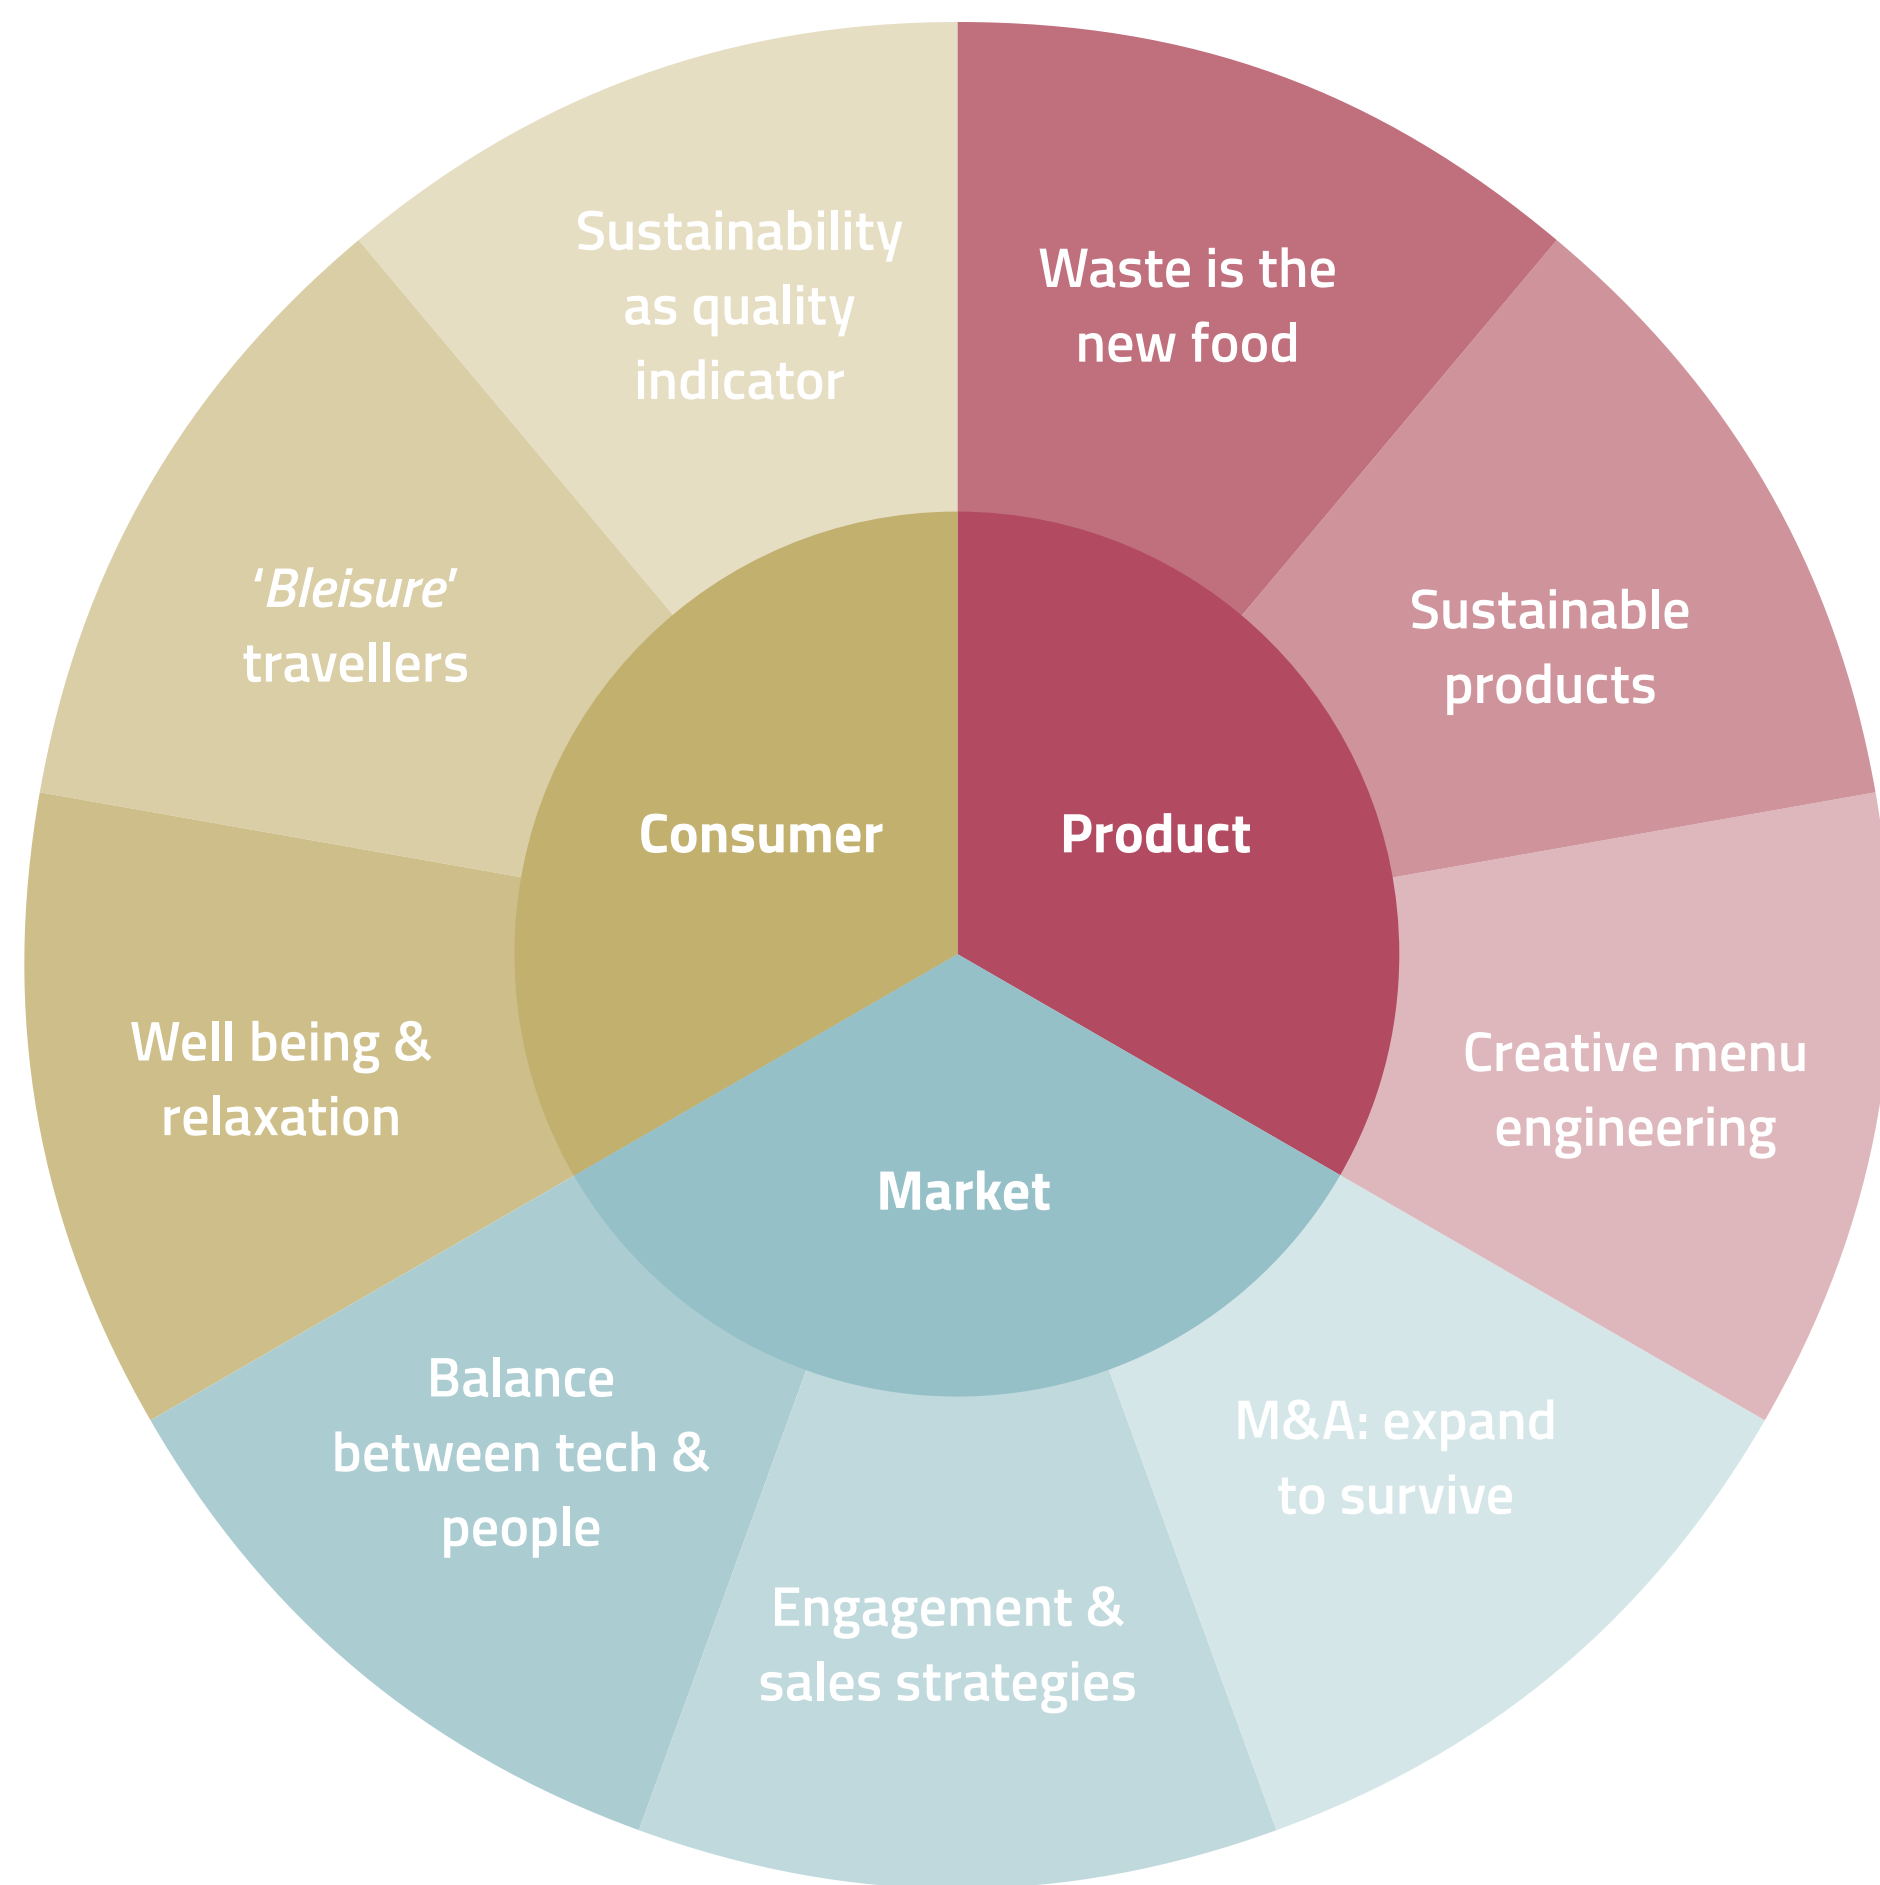 Sustainability
as quality
indicator
Waste is the
new food
'Bleisure'
travellers
Sustainable
products
Consumer
Product
Well being &
relaxation
Creative menu
engineering
Market
Balance
between tech &
people
M&A: expand
to survive
Engagement &
sales strategies